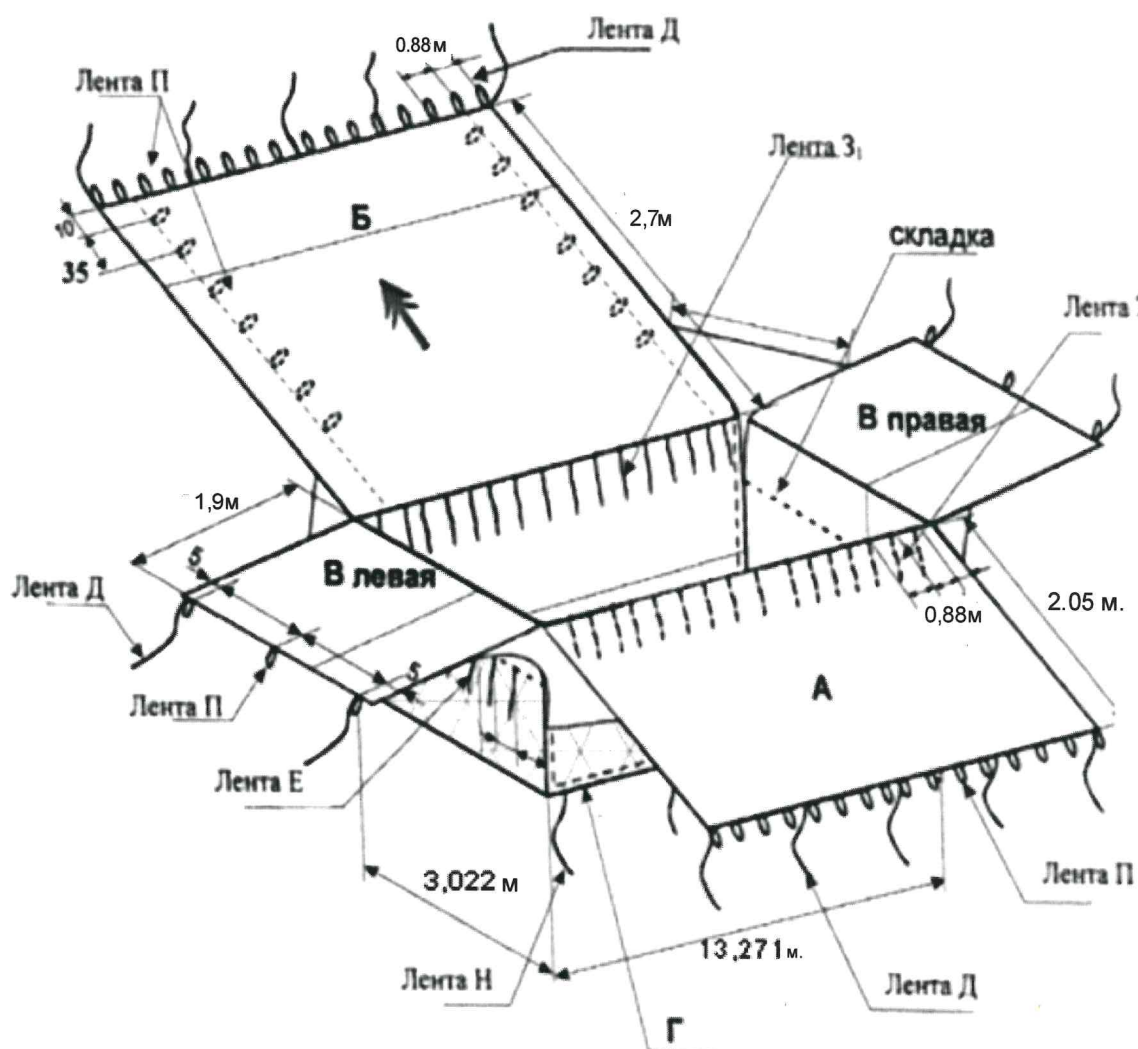 Лента Д
0.88м
Лента П
Лента З₁
2,7м
Б
10
35
складка
Лента
В правая
1,9м
5
В левая
Лента Д
0,88м
2.05 м.
5
А
Лента П
Лента Е
3,022 м
Лента П
13,271м.
Лента Н
Лента Д
Г